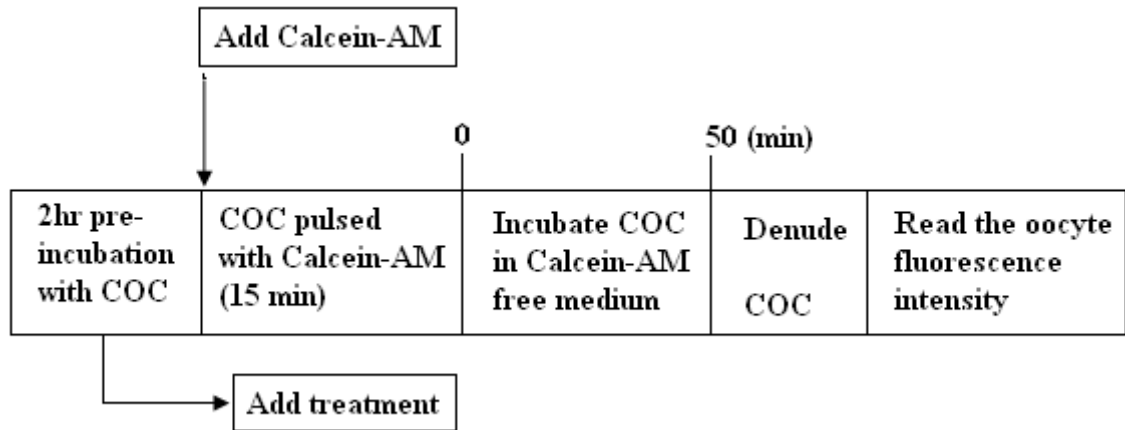 Add Calcein-AM
0
50 (min)
2hr pre-
incubation
with COC
COC pulsed
with Calcein-AM
(15 min)
Incubate COC
in Calcein-AM
free medium
Denude
COC
Read the oocyte
fluorescence
intensity
Add treatment